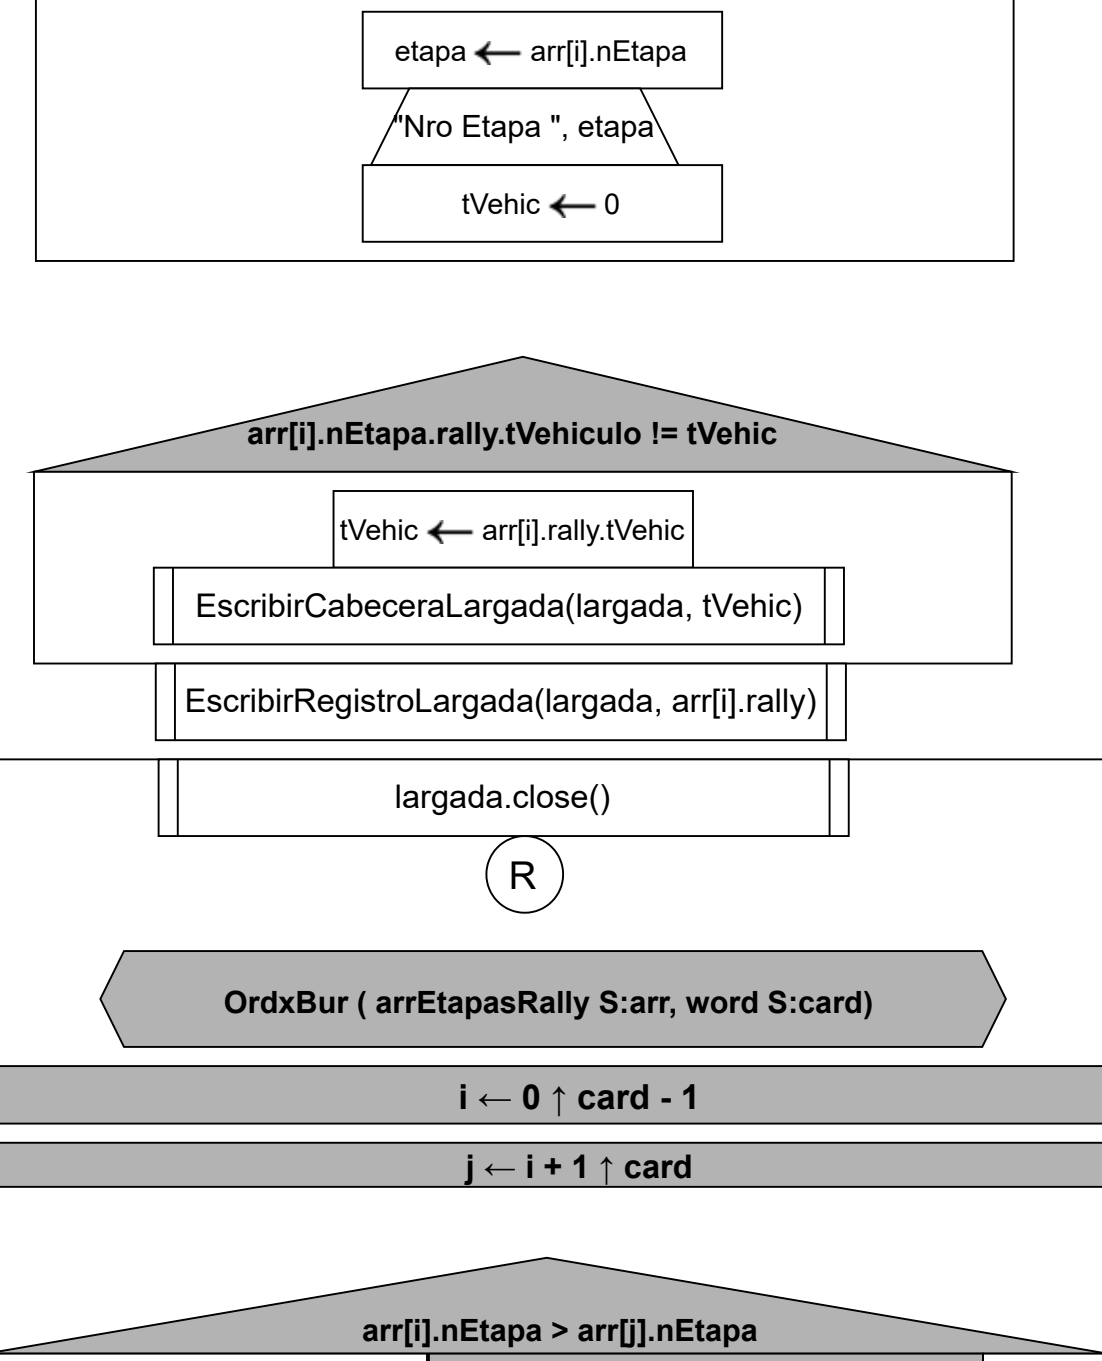 etapa ← arr[i].nEtapa
"Nro Etapa ", etapa
tVehic ← 0
arr[i].nEtapa.rally.tVehiculo != tVehic
tVehic ← arr[i].rally.tVehic
EscribirCabeceraLargada(largada, tVehic)
EscribirRegistroLargada(largada, arr[i].rally)
largada.close()
R
OrdxBur ( arrEtapasRally S:arr, word S:card)
i ← 0 ↑ card - 1
j ← i + 1 ↑ card
arr[i].nEtapa > arr[j].nEtapa